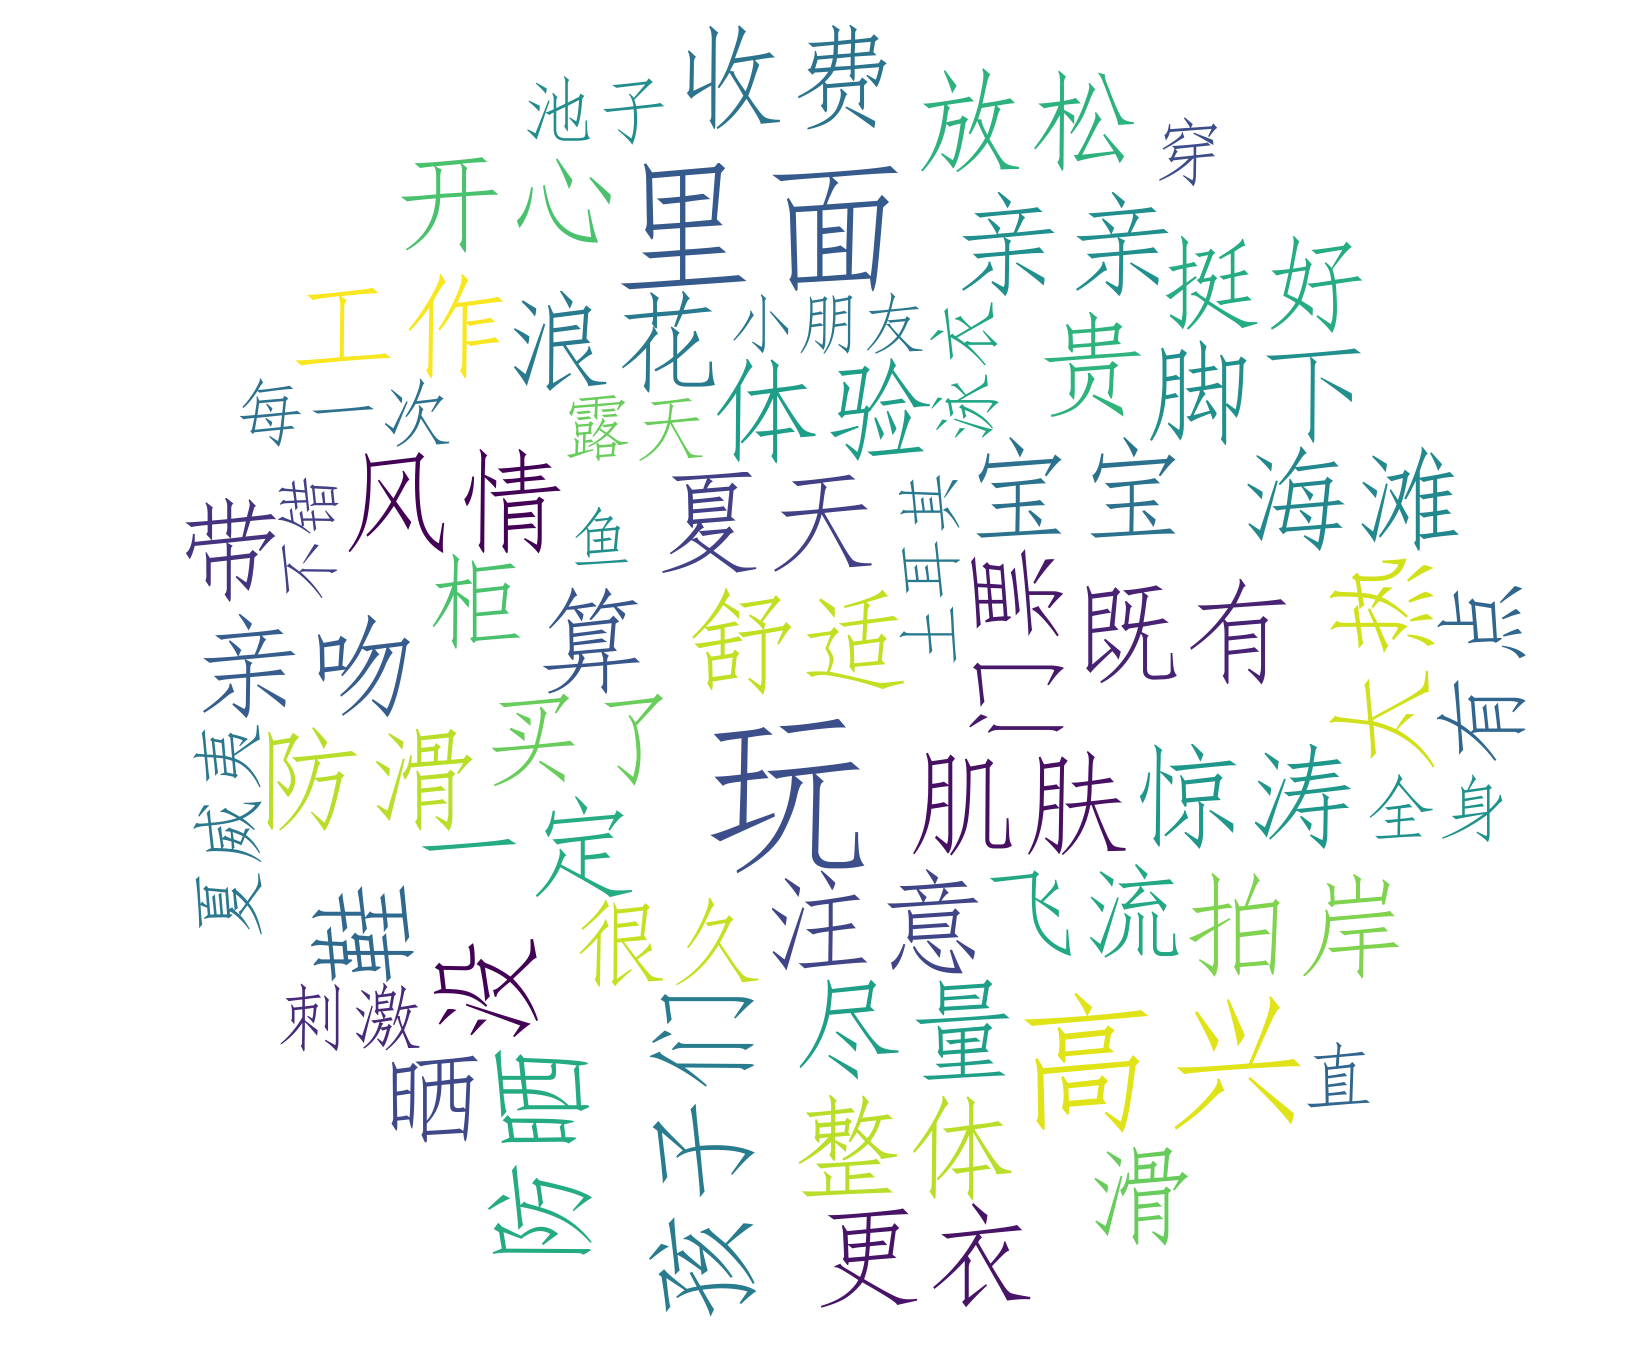 收费
池子
放松
穿
开心
里面
亲亲
挺好
工作
浪花
小朋友
泳衣
贵
脚下
每一次
露天
体验
风情
夏天
宝宝
海滩
带
不错
鱼
土耳其
柜
算
舒适
门票
既有
太热
有点
亲吻
买了
防滑
玩
肌肤
惊涛
全身
夏威夷
一定
注意
飞流
拍岸
鞋
没
很久
刺激
孩子们
尽量
高兴
直
晒
防晒
整体
滑
更衣